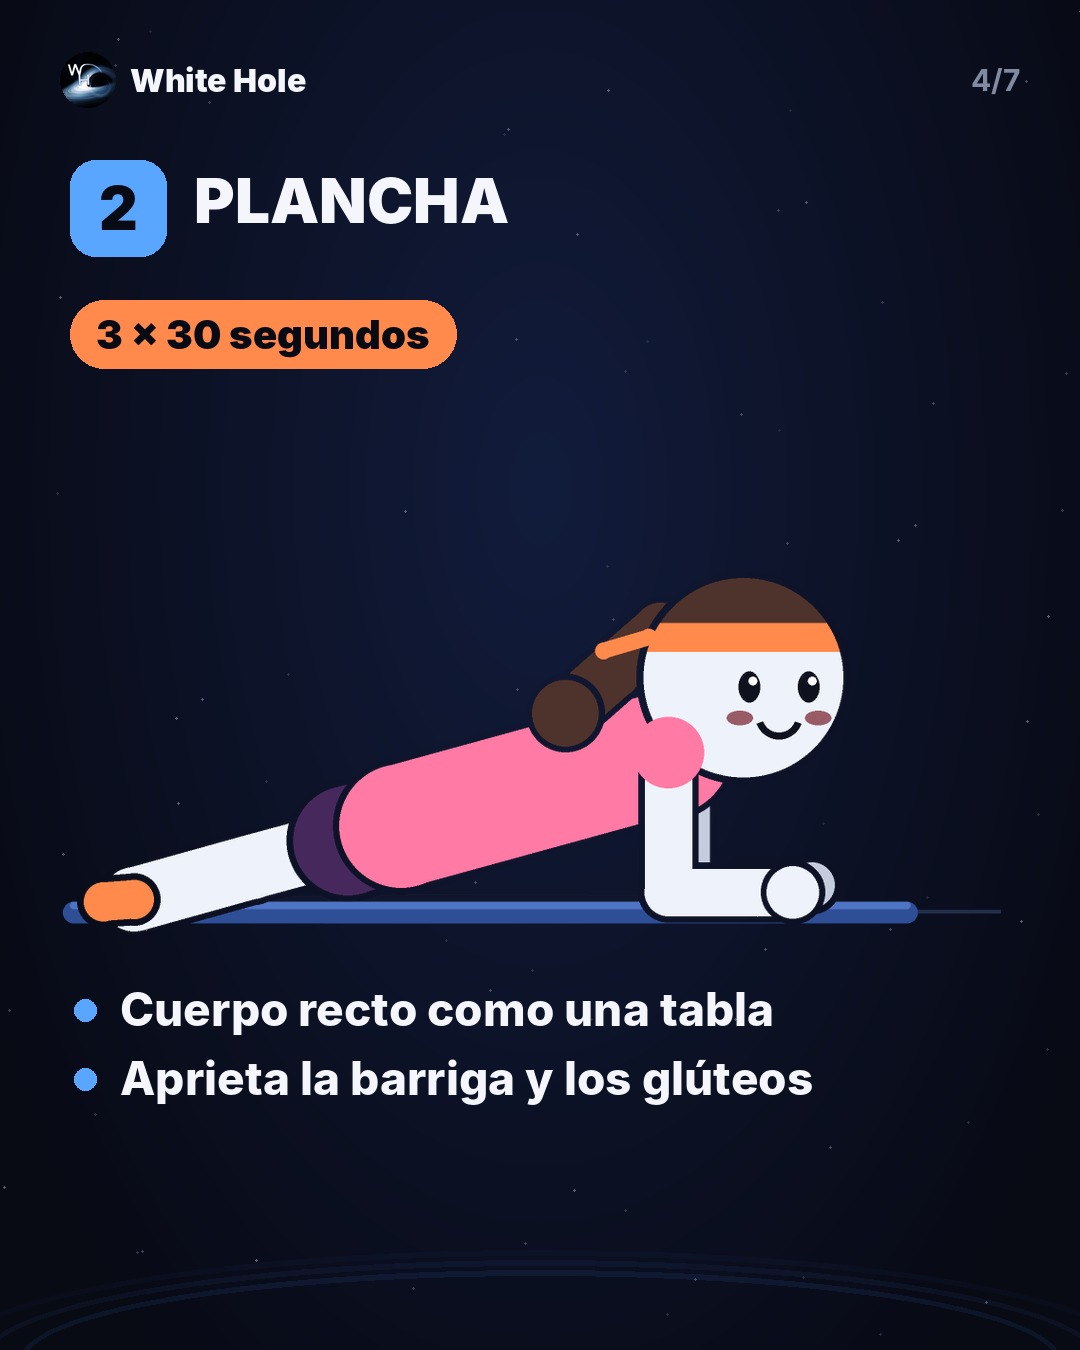 W
H
White Hole
4/7
2
PLANCHA
3 × 30 segundos
Cuerpo recto como una tabla
Aprieta la barriga y los glúteos